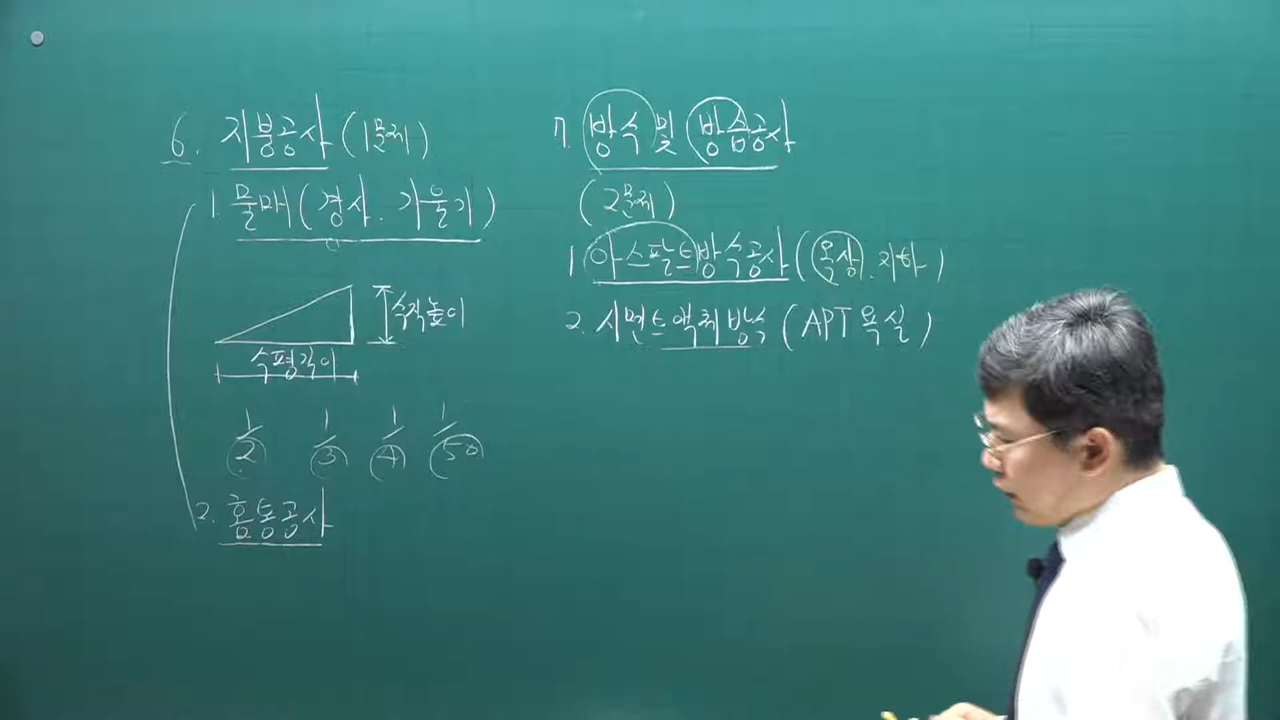 6. 지붕공사 (1문제)
1. 물매 (경사. 기울기)
수직높이
수평길이
1/2 1/3 1/4 1/50
2. 홈통공사
7. 방수 및 방습공사
(2문제)
1. 아스팔트방수공사 (옥상. 지하)
2. 시멘트액체방수 (APT 욕실)